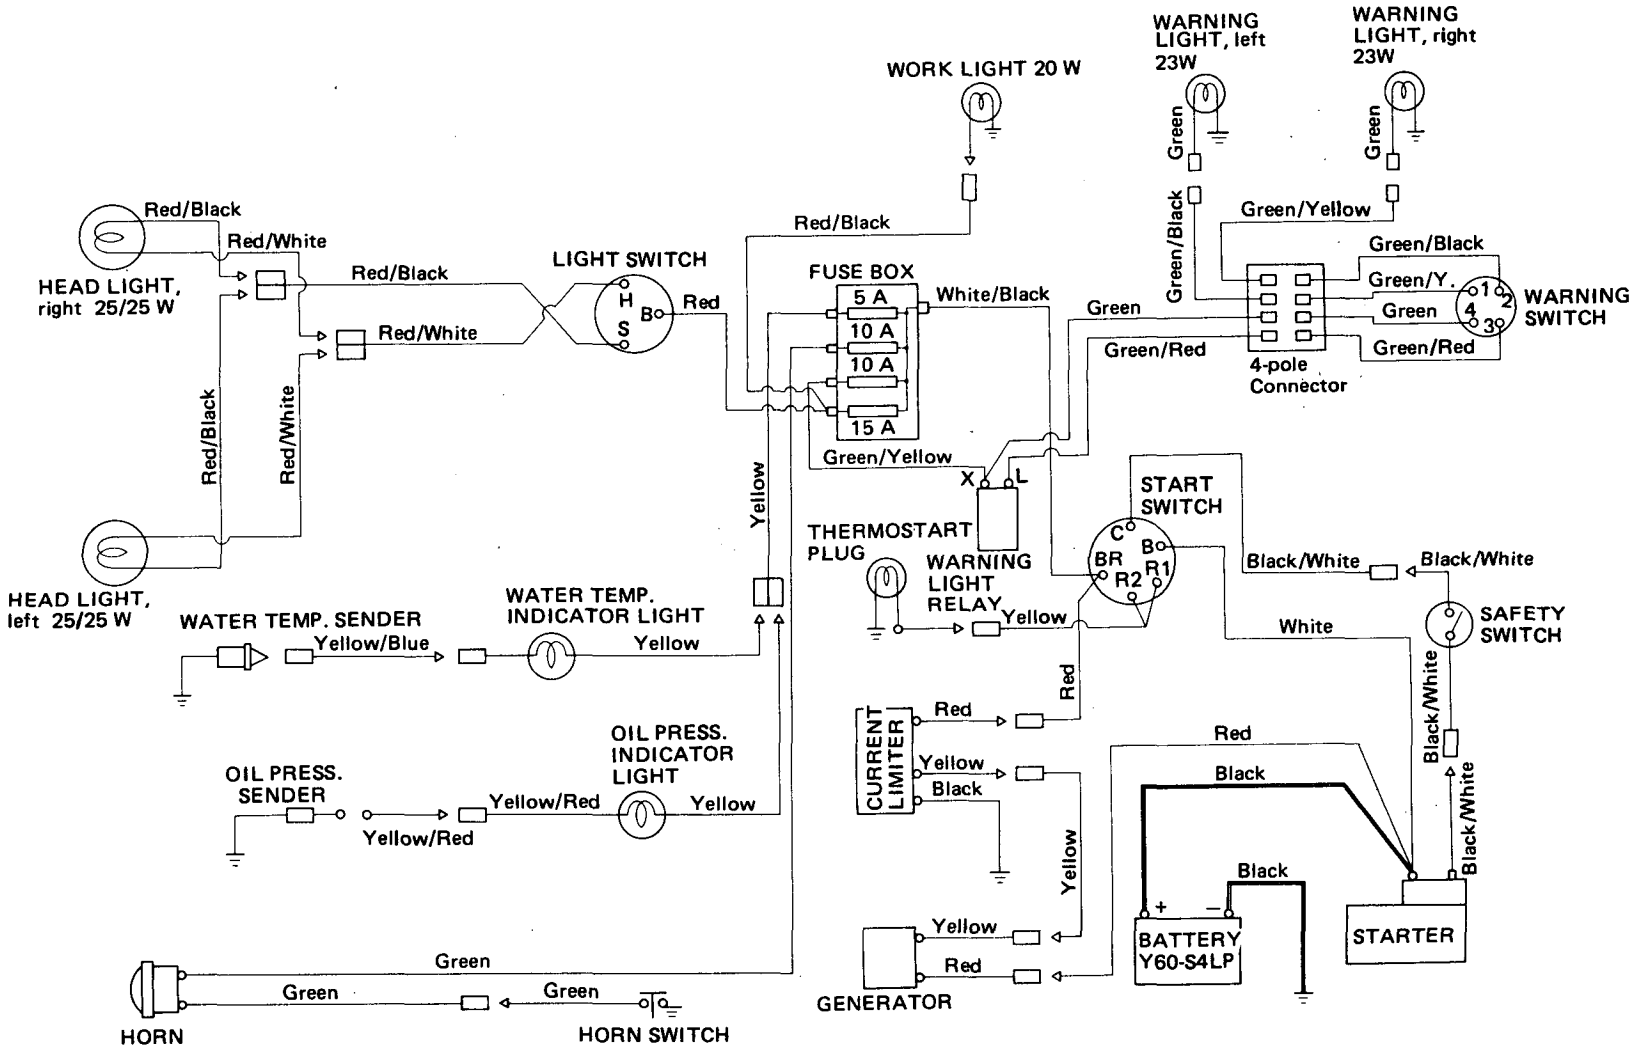 WARNING
LIGHT, left
23W
WARNING
LIGHT, right
23W
WORK LIGHT 20 W
Green
Green
Red/Black
Red/White
HEAD LIGHT,
right 25/25 W
Red/Black
Red/White
LIGHT SWITCH
H
S
B
Red
Red/Black
FUSE BOX
5 A
10 A
10 A
15 A
White/Black
Green/Black
Green/Yellow
Green/Black
Green/Y.
Green
Green/Red
1
2
3
4
WARNING
SWITCH
Green
Green/Red
4-pole
Connector
Red/Black
Red/White
Yellow
Green/Yellow
X
L
START
SWITCH
C
B
BR
R2
R1
THERMOSTART
PLUG
WARNING
LIGHT
RELAY
Yellow
Black/White
Black/White
SAFETY
SWITCH
White
HEAD LIGHT,
left 25/25 W
WATER TEMP. SENDER
Yellow/Blue
WATER TEMP.
INDICATOR LIGHT
Yellow
Red
Black/White
OIL PRESS.
INDICATOR
LIGHT
OIL PRESS.
SENDER
Yellow/Red
Yellow/Red
Yellow
CURRENT
LIMITER
Red
Yellow
Black
Red
Black
Yellow
Black/White
Black
Yellow
Red
GENERATOR
+
−
BATTERY
Y60-S4LP
STARTER
Green
Green
Green
HORN
HORN SWITCH